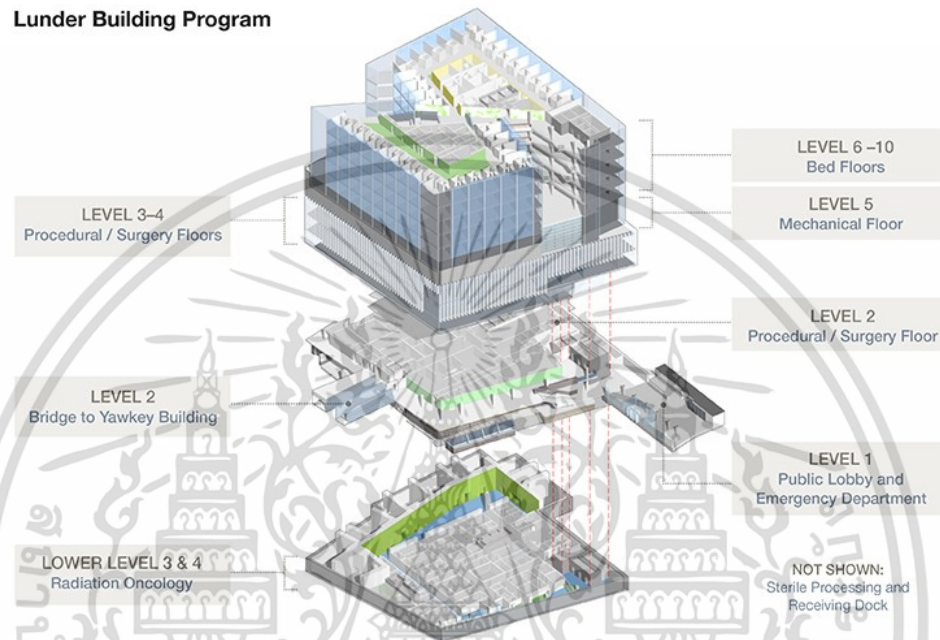 Lunder Building Program
LEVEL 6 –10
Bed Floors
LEVEL 5
Mechanical Floor
LEVEL 3–4
Procedural / Surgery Floors
LEVEL 2
Procedural / Surgery Floor
LEVEL 2
Bridge to Yawkey Building
LEVEL 1
Public Lobby and
Emergency Department
LOWER LEVEL 3 & 4
Radiation Oncology
NOT SHOWN:
Sterile Processing and
Receiving Dock